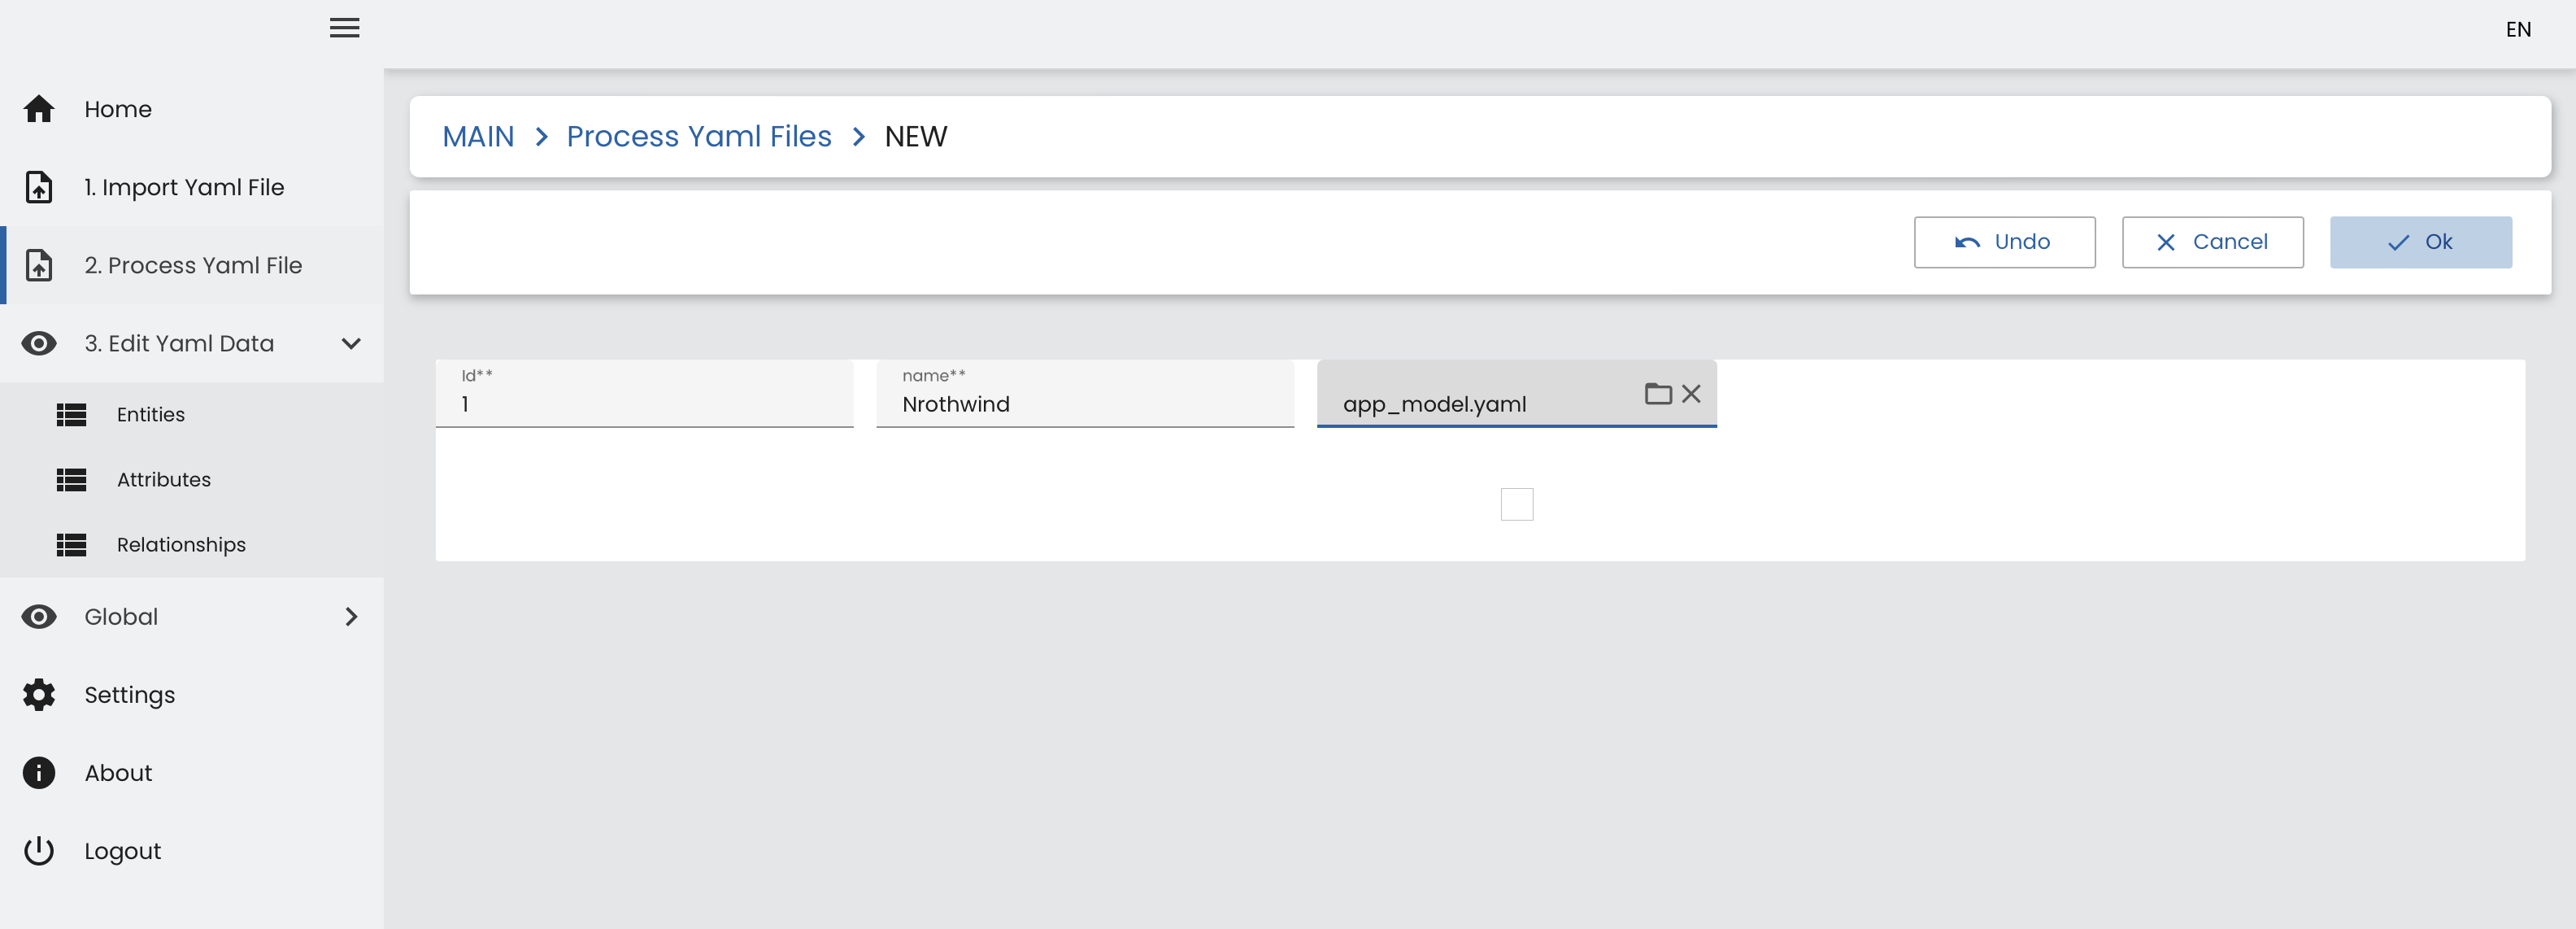 EN
Home
1. Import Yaml File
2. Process Yaml File
3. Edit Yaml Data
Entities
Attributes
Relationships
Global
Settings
About
Logout
MAIN > Process Yaml Files > NEW
Undo Cancel Ok
Id** name**
1 Nrothwind app_model.yaml